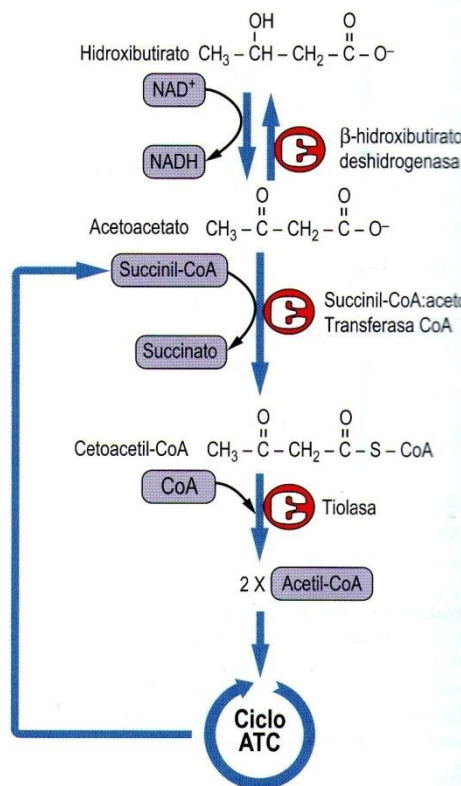 OH
O
Hidroxibutirato CH₃ – CH – CH₂ – C – O⁻
NAD⁺
NADH
β-hidroxibutirato
deshidrogenasa
O
O
Acetoacetato CH₃ – C – CH₂ – C – O⁻
Succinil-CoA
Succinato
Succinil-CoA:aceto
Transferasa CoA
O
O
Cetoacetil-CoA CH₃ – C – CH₂ – C – S – CoA
CoA
Tiolasa
2 X Acetil-CoA
Ciclo
ATC